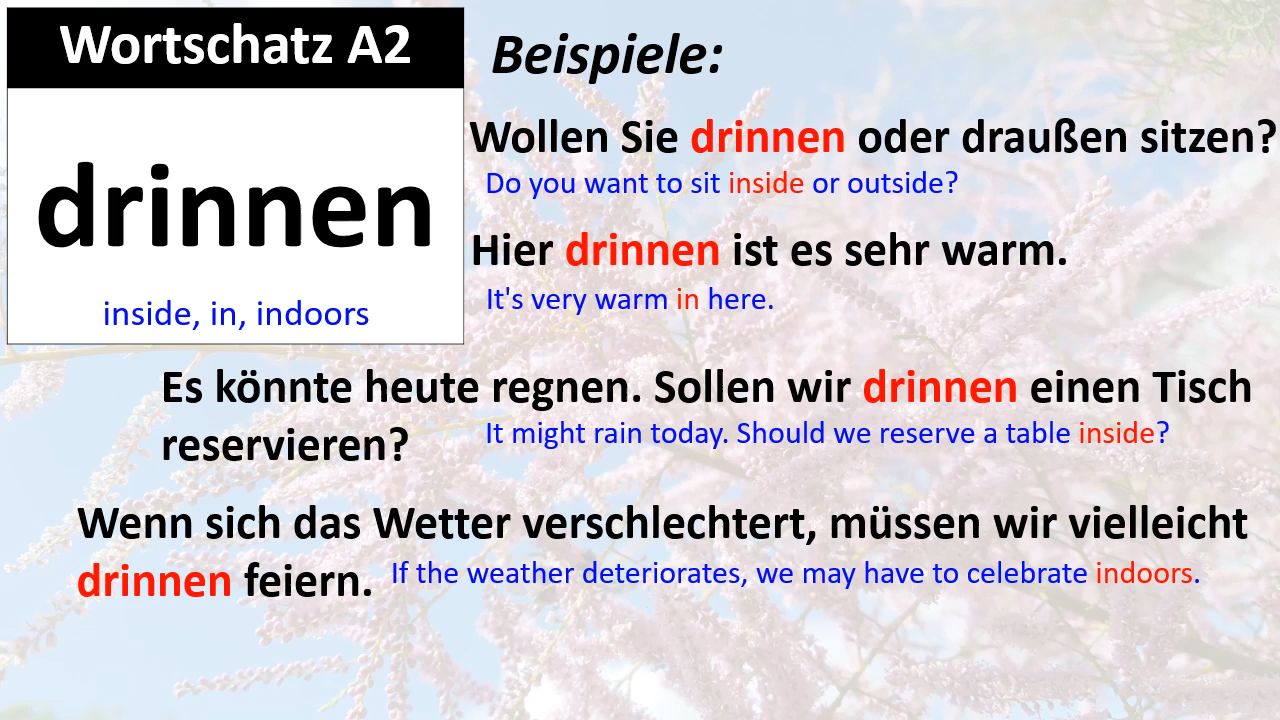 Wortschatz A2
drinnen
inside, in, indoors
Beispiele:
Wollen Sie drinnen oder draußen sitzen?
Do you want to sit inside or outside?
Hier drinnen ist es sehr warm.
It's very warm in here.
Es könnte heute regnen. Sollen wir drinnen einen Tisch
reservieren?
It might rain today. Should we reserve a table inside?
Wenn sich das Wetter verschlechtert, müssen wir vielleicht
drinnen feiern.
If the weather deteriorates, we may have to celebrate indoors.